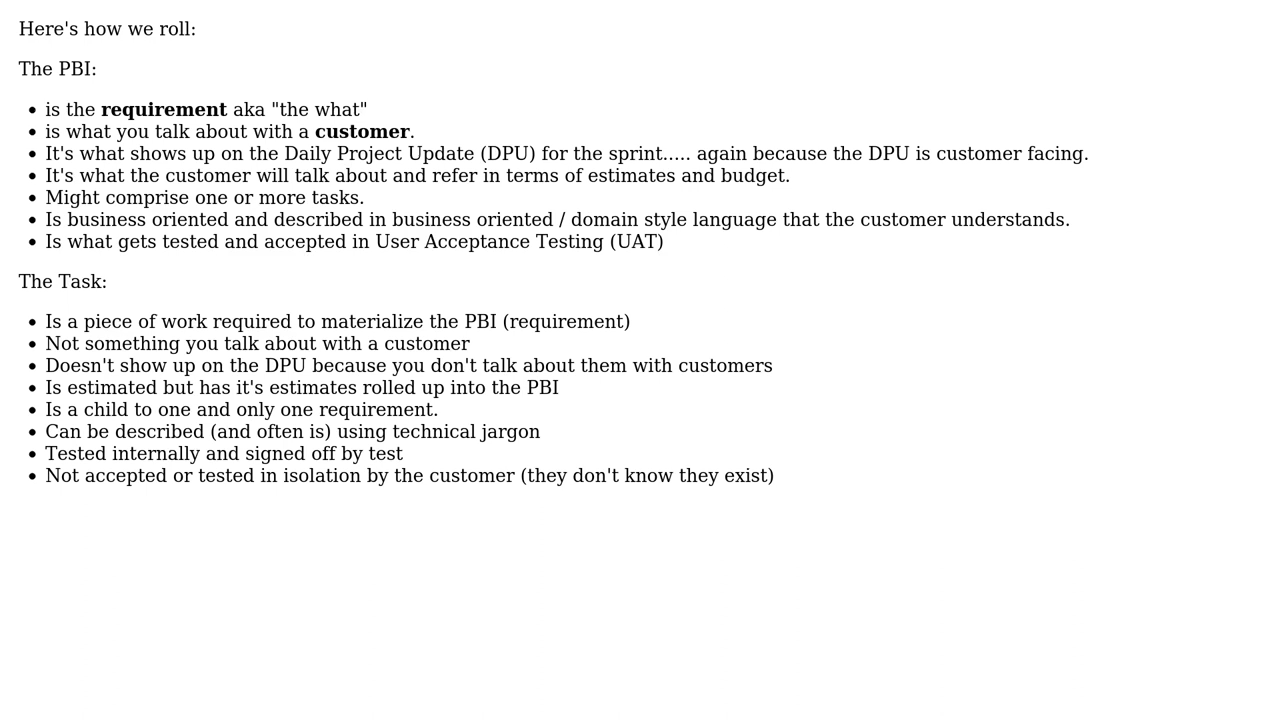 Here's how we roll:
The PBI:
• is the requirement aka "the what"
• is what you talk about with a customer.
• It's what shows up on the Daily Project Update (DPU) for the sprint..... again because the DPU is customer facing.
• It's what the customer will talk about and refer in terms of estimates and budget.
• Might comprise one or more tasks.
• Is business oriented and described in business oriented / domain style language that the customer understands.
• Is what gets tested and accepted in User Acceptance Testing (UAT)
The Task:
• Is a piece of work required to materialize the PBI (requirement)
• Not something you talk about with a customer
• Doesn't show up on the DPU because you don't talk about them with customers
• Is estimated but has it's estimates rolled up into the PBI
• Is a child to one and only one requirement.
• Can be described (and often is) using technical jargon
• Tested internally and signed off by test
• Not accepted or tested in isolation by the customer (they don't know they exist)